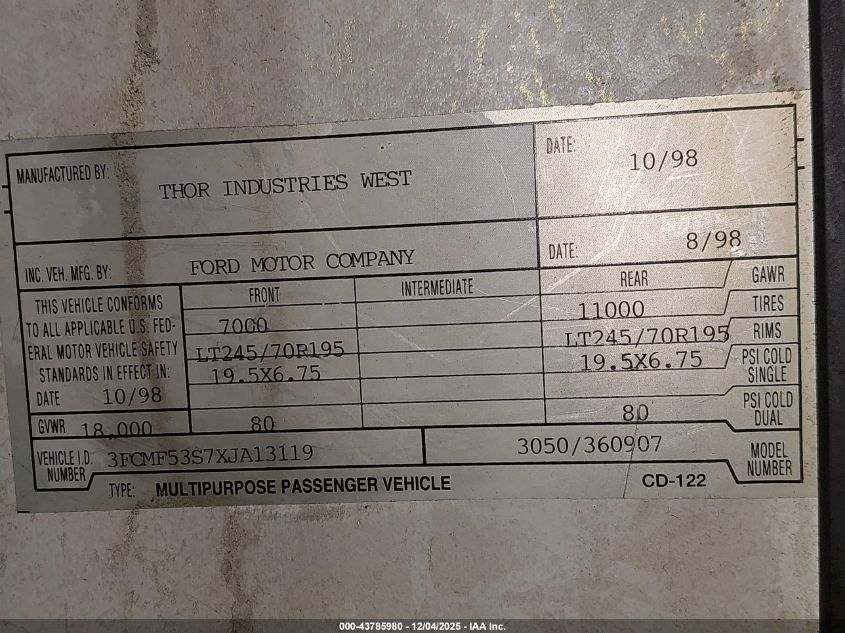 MANUFACTURED BY: THOR INDUSTRIES WEST DATE: 10/98
INC. VEH. MFG. BY: FORD MOTOR COMPANY DATE: 8/98
THIS VEHICLE CONFORMS
TO ALL APPLICABLE U.S. FED-
ERAL MOTOR VEHICLE SAFETY
STANDARDS IN EFFECT IN:
DATE 10/98
GVWR 18,000
FRONT INTERMEDIATE REAR GAWR
7000 11000 TIRES
LT245/70R195 LT245/70R195 RIMS
19.5X6.75 19.5X6.75 PSI COLD
SINGLE
80 80 PSI COLD
DUAL
VEHICLE I.D.
NUMBER 3FCMF53S7XJA13119 3050/360907 MODEL
NUMBER
TYPE: MULTIPURPOSE PASSENGER VEHICLE CD-122
000-43785980 - 12/04/2025 - IAA Inc.